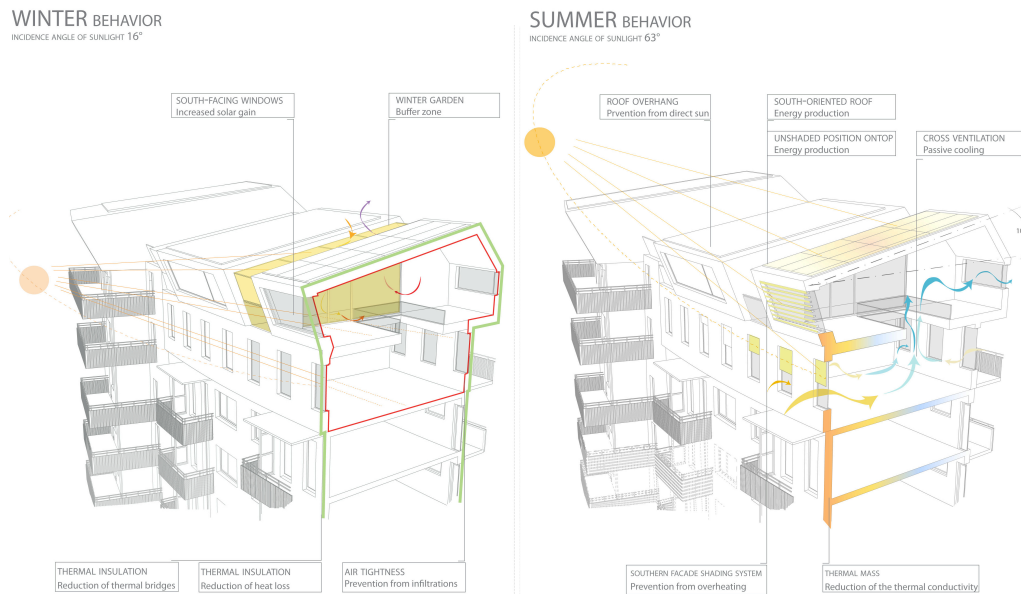 WINTER BEHAVIOR
INCIDENCE ANGLE OF SUNLIGHT 16°
SOUTH-FACING WINDOWS
Increased solar gain
WINTER GARDEN
Buffer zone
THERMAL INSULATION
Reduction of thermal bridges
THERMAL INSULATION
Reduction of heat loss
AIR TIGHTNESS
Prevention from infiltrations
SUMMER BEHAVIOR
INCIDENCE ANGLE OF SUNLIGHT 63°
ROOF OVERHANG
Prvention from direct sun
SOUTH-ORIENTED ROOF
Energy production
UNSHADED POSITION ONTOP
Energy production
CROSS VENTILATION
Passive cooling
SOUTHERN FACADE SHADING SYSTEM
Prevention from overheating
THERMAL MASS
Reduction of the thermal conductivity